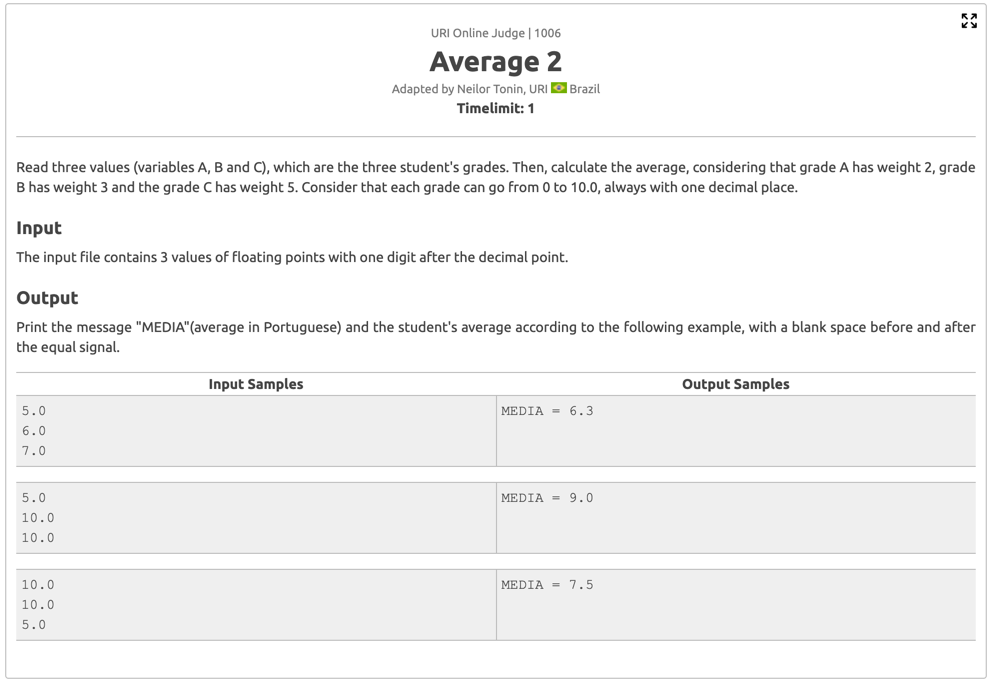 URI Online Judge | 1006
Average 2
Adapted by Neilor Tonin, URI Brazil
Timelimit: 1
Read three values (variables A, B and C), which are the three student's grades. Then, calculate the average, considering that grade A has weight 2, grade
B has weight 3 and the grade C has weight 5. Consider that each grade can go from 0 to 10.0, always with one decimal place.
Input
The input file contains 3 values of floating points with one digit after the decimal point.
Output
Print the message "MEDIA"(average in Portuguese) and the student's average according to the following example, with a blank space before and after
the equal signal.
Input Samples Output Samples
5.0 MEDIA = 6.3
6.0
7.0
5.0 MEDIA = 9.0
10.0
10.0
10.0 MEDIA = 7.5
10.0
5.0